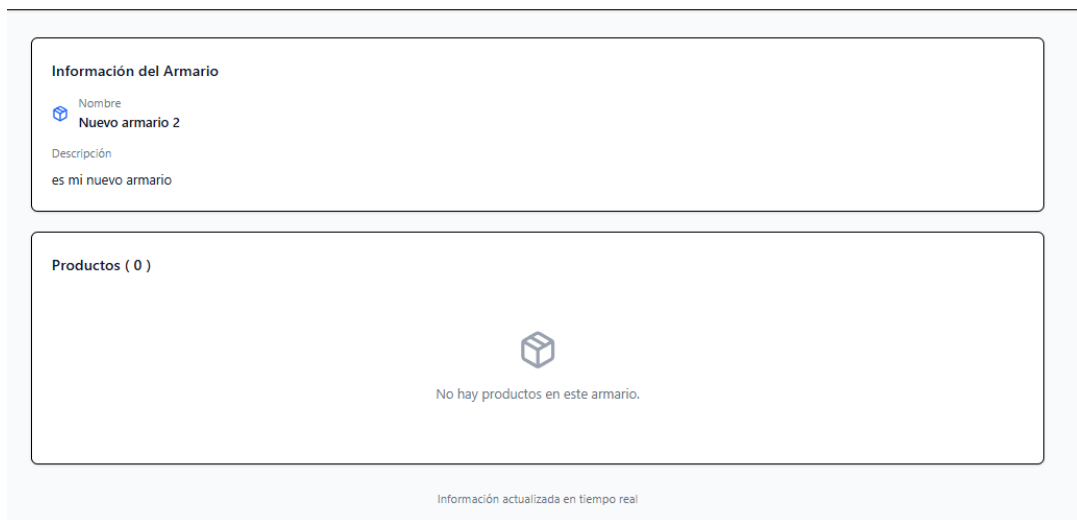 Información del Armario
Nombre
Nuevo armario 2
Descripción
es mi nuevo armario
Productos ( 0 )
No hay productos en este armario.
Información actualizada en tiempo real